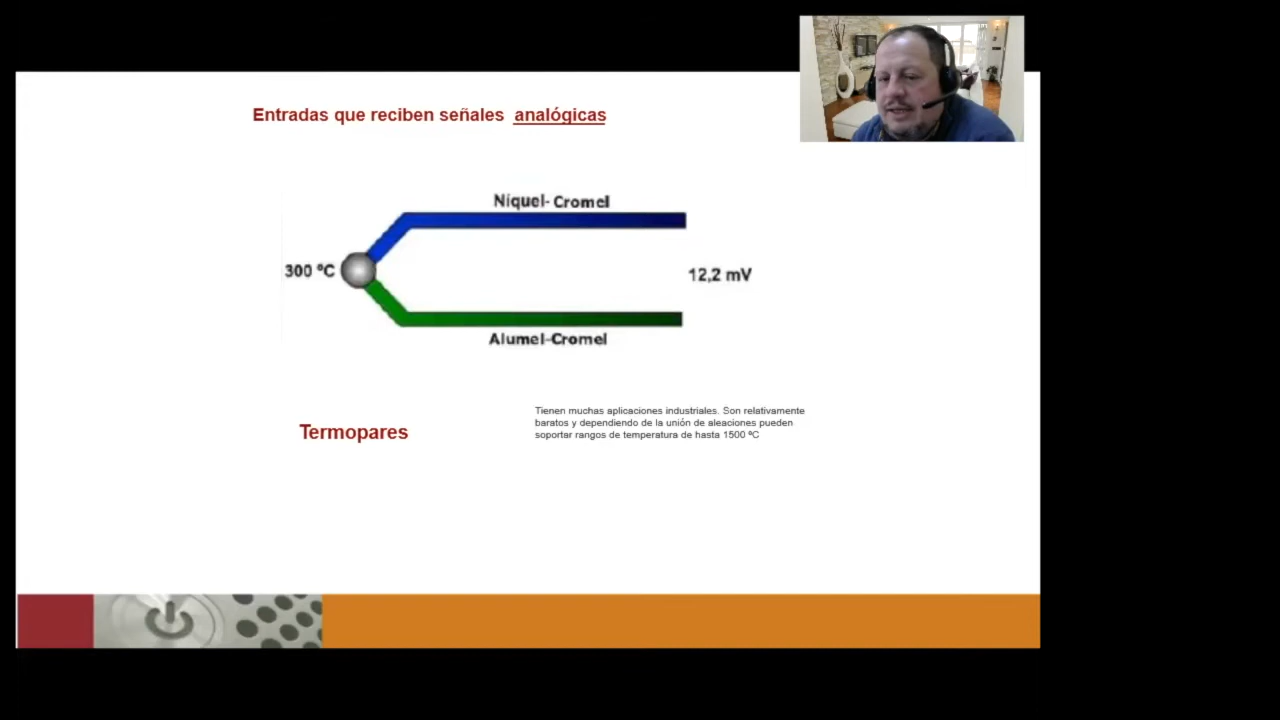 Entradas que reciben señales analógicas
Níquel-Cromel
300 ºC
12,2 mV
Alumel-Cromel
Termopares
Tienen muchas aplicaciones industriales. Son relativamente
baratos y dependiendo de la unión de aleaciones pueden
soportar rangos de temperatura de hasta 1500 ºC